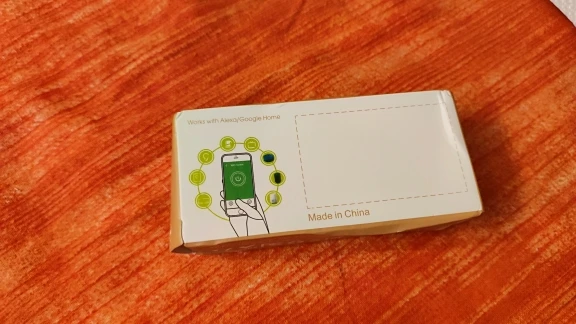 Works with Alexa/Google Home
Made in China